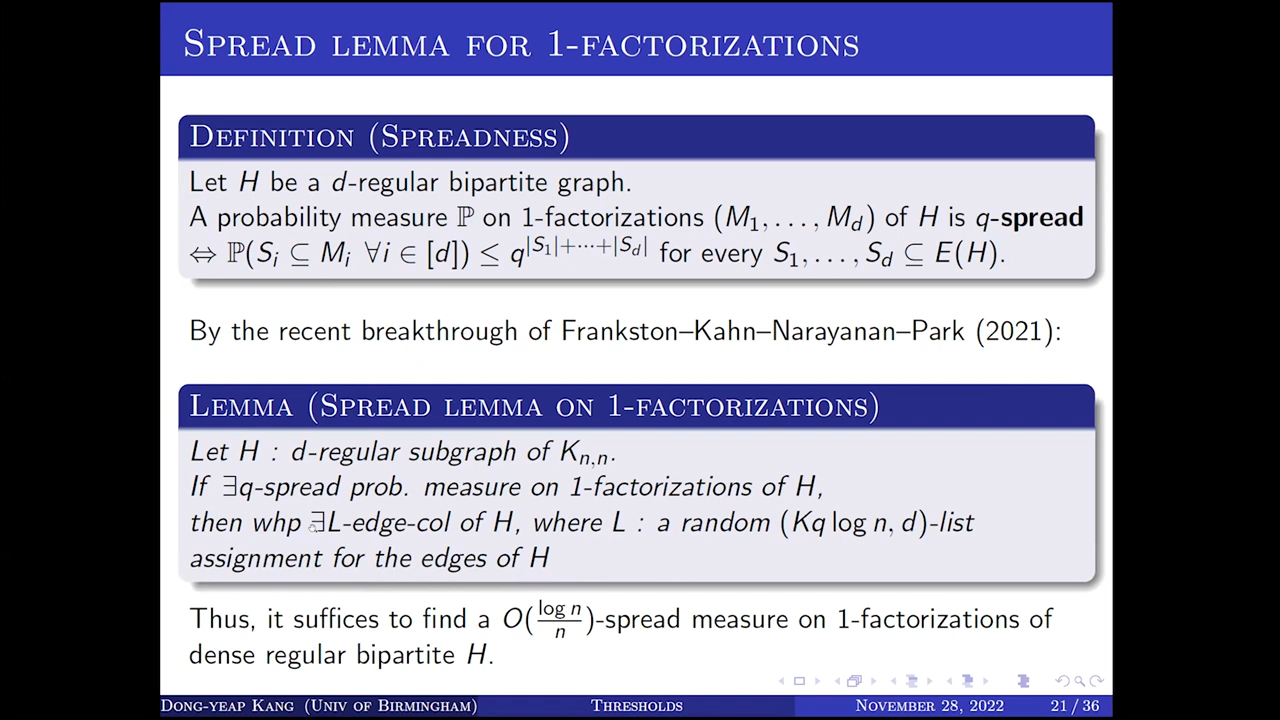 Spread lemma for 1-factorizations
Definition (Spreadness)
Let H be a d-regular bipartite graph.
A probability measure ℙ on 1-factorizations (M₁, . . . , M_d) of H is q-spread
⇔ ℙ(S_i ⊆ M_i ∀i ∈ [d]) ≤ q^{|S₁|+···+|S_d|} for every S₁, . . . , S_d ⊆ E(H).
By the recent breakthrough of Frankston–Kahn–Narayanan–Park (2021):
Lemma (Spread lemma on 1-factorizations)
Let H : d-regular subgraph of K_{n,n}.
If ∃q-spread prob. measure on 1-factorizations of H,
then whp ∃L-edge-col of H, where L : a random (Kq log n, d)-list
assignment for the edges of H
Thus, it suffices to find a O(log n / n)-spread measure on 1-factorizations of
dense regular bipartite H.
Dong-yeap Kang (Univ of Birmingham) Thresholds November 28, 2022 21 / 36